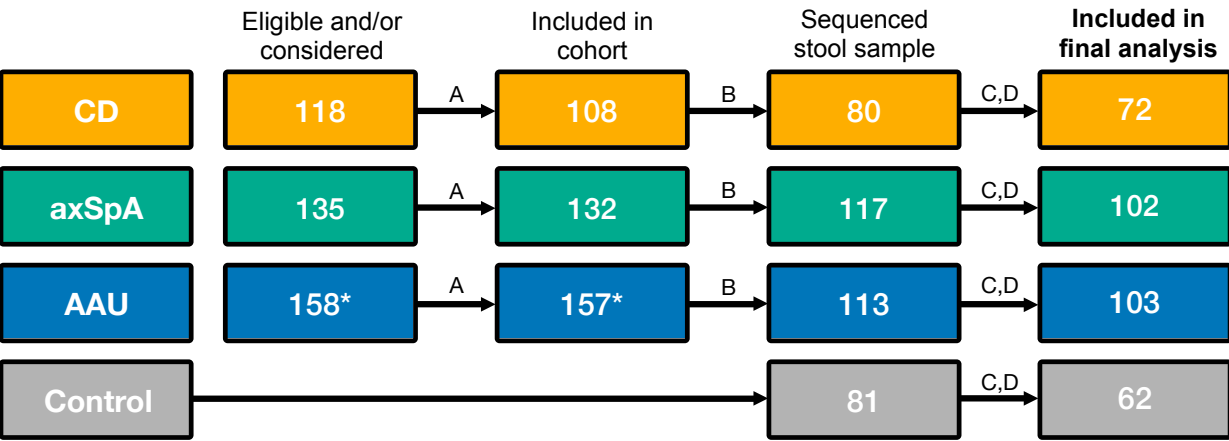 Eligible and/or
considered
Included in
cohort
Sequenced
stool sample
Included in
final analysis
CD
118
A
108
B
80
C,D
72
axSpA
135
A
132
B
117
C,D
102
AAU
158*
A
157*
B
113
C,D
103
Control
81
C,D
62